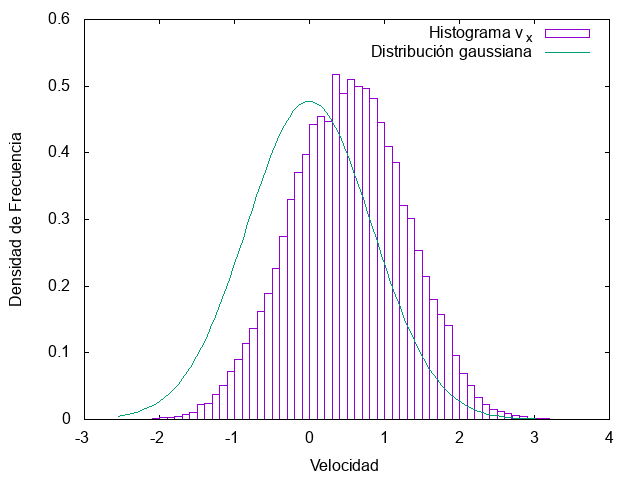 Histograma v x
Distribución gaussiana
0.6
0.5
0.4
0.3
0.2
0.1
0
Densidad de Frecuencia
-3 -2 -1 0 1 2 3 4
Velocidad